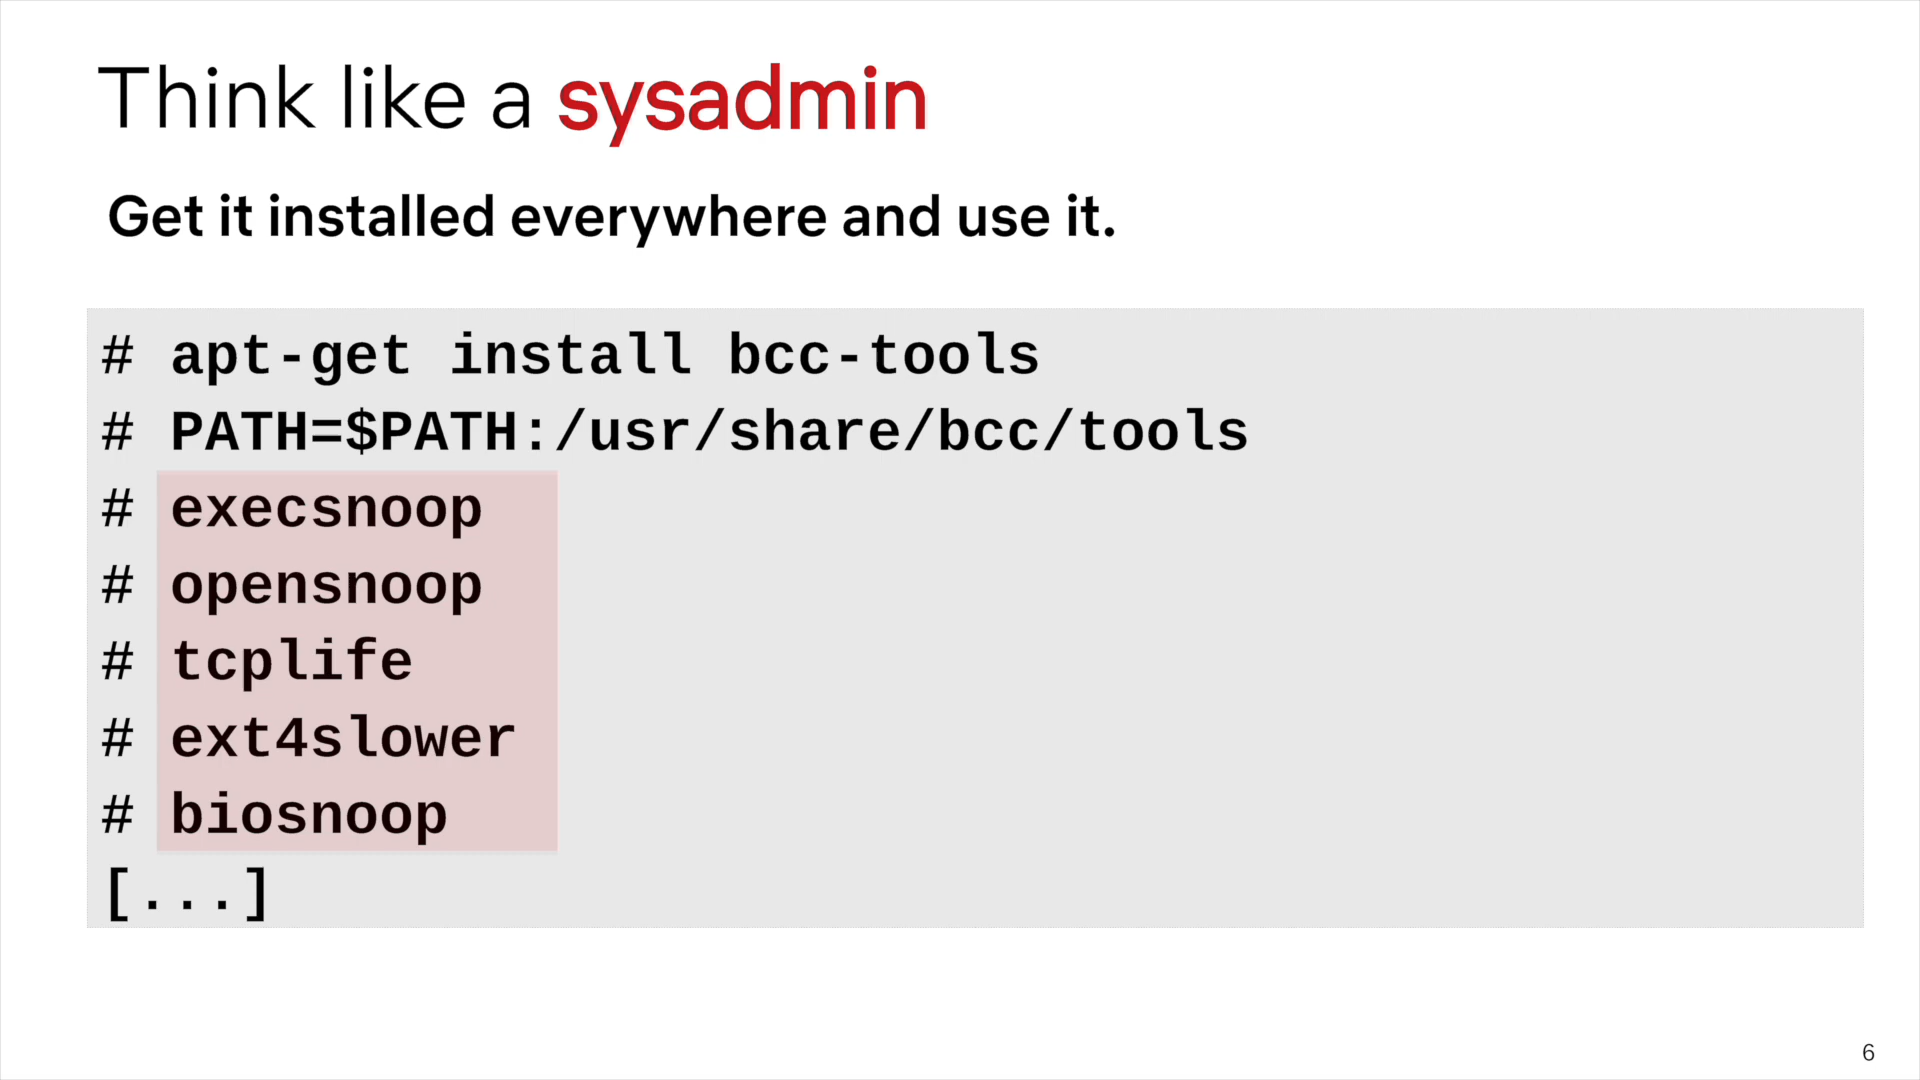 Think like a sysadmin
Get it installed everywhere and use it.
# apt-get install bcc-tools
# PATH=$PATH:/usr/share/bcc/tools
# execsnoop
# opensnoop
# tcplife
# ext4slower
# biosnoop
[...]
6